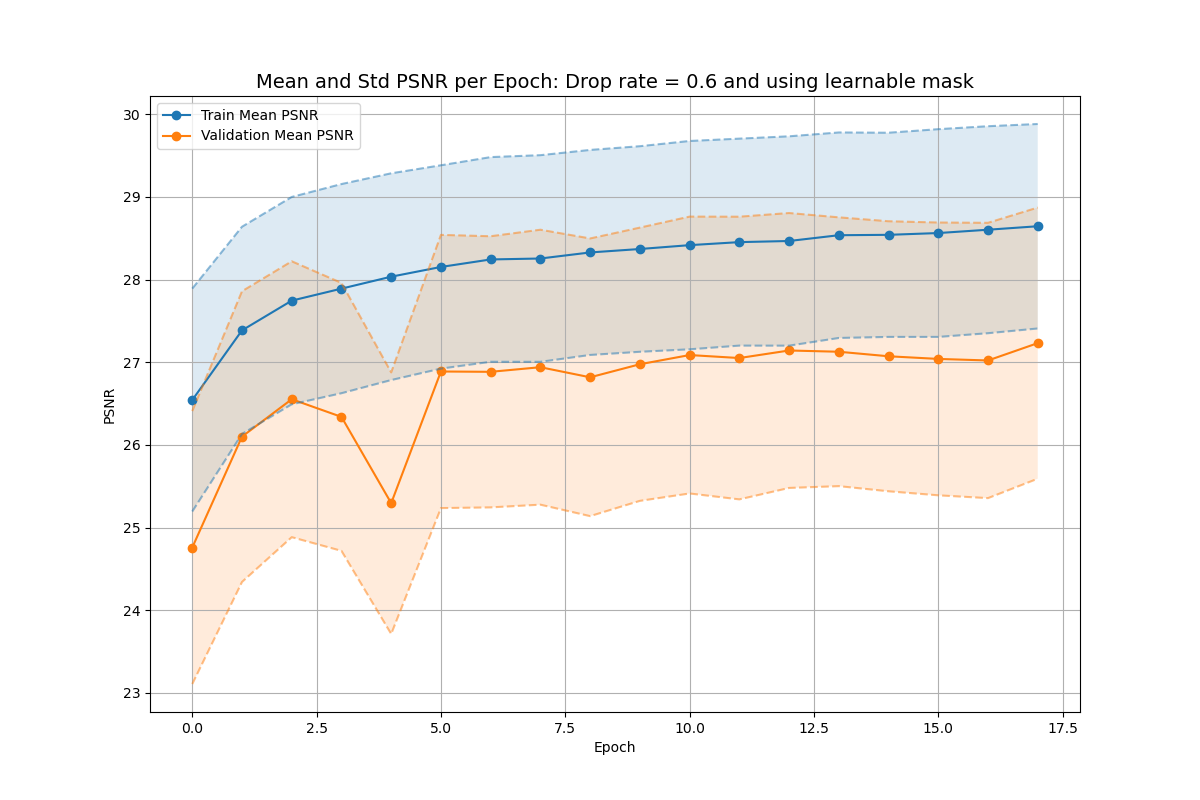 Mean and Std PSNR per Epoch: Drop rate = 0.6 and using learnable mask
Train Mean PSNR
Validation Mean PSNR
30
29
28
27
26
25
24
23
PSNR
0.0 2.5 5.0 7.5 10.0 12.5 15.0 17.5
Epoch